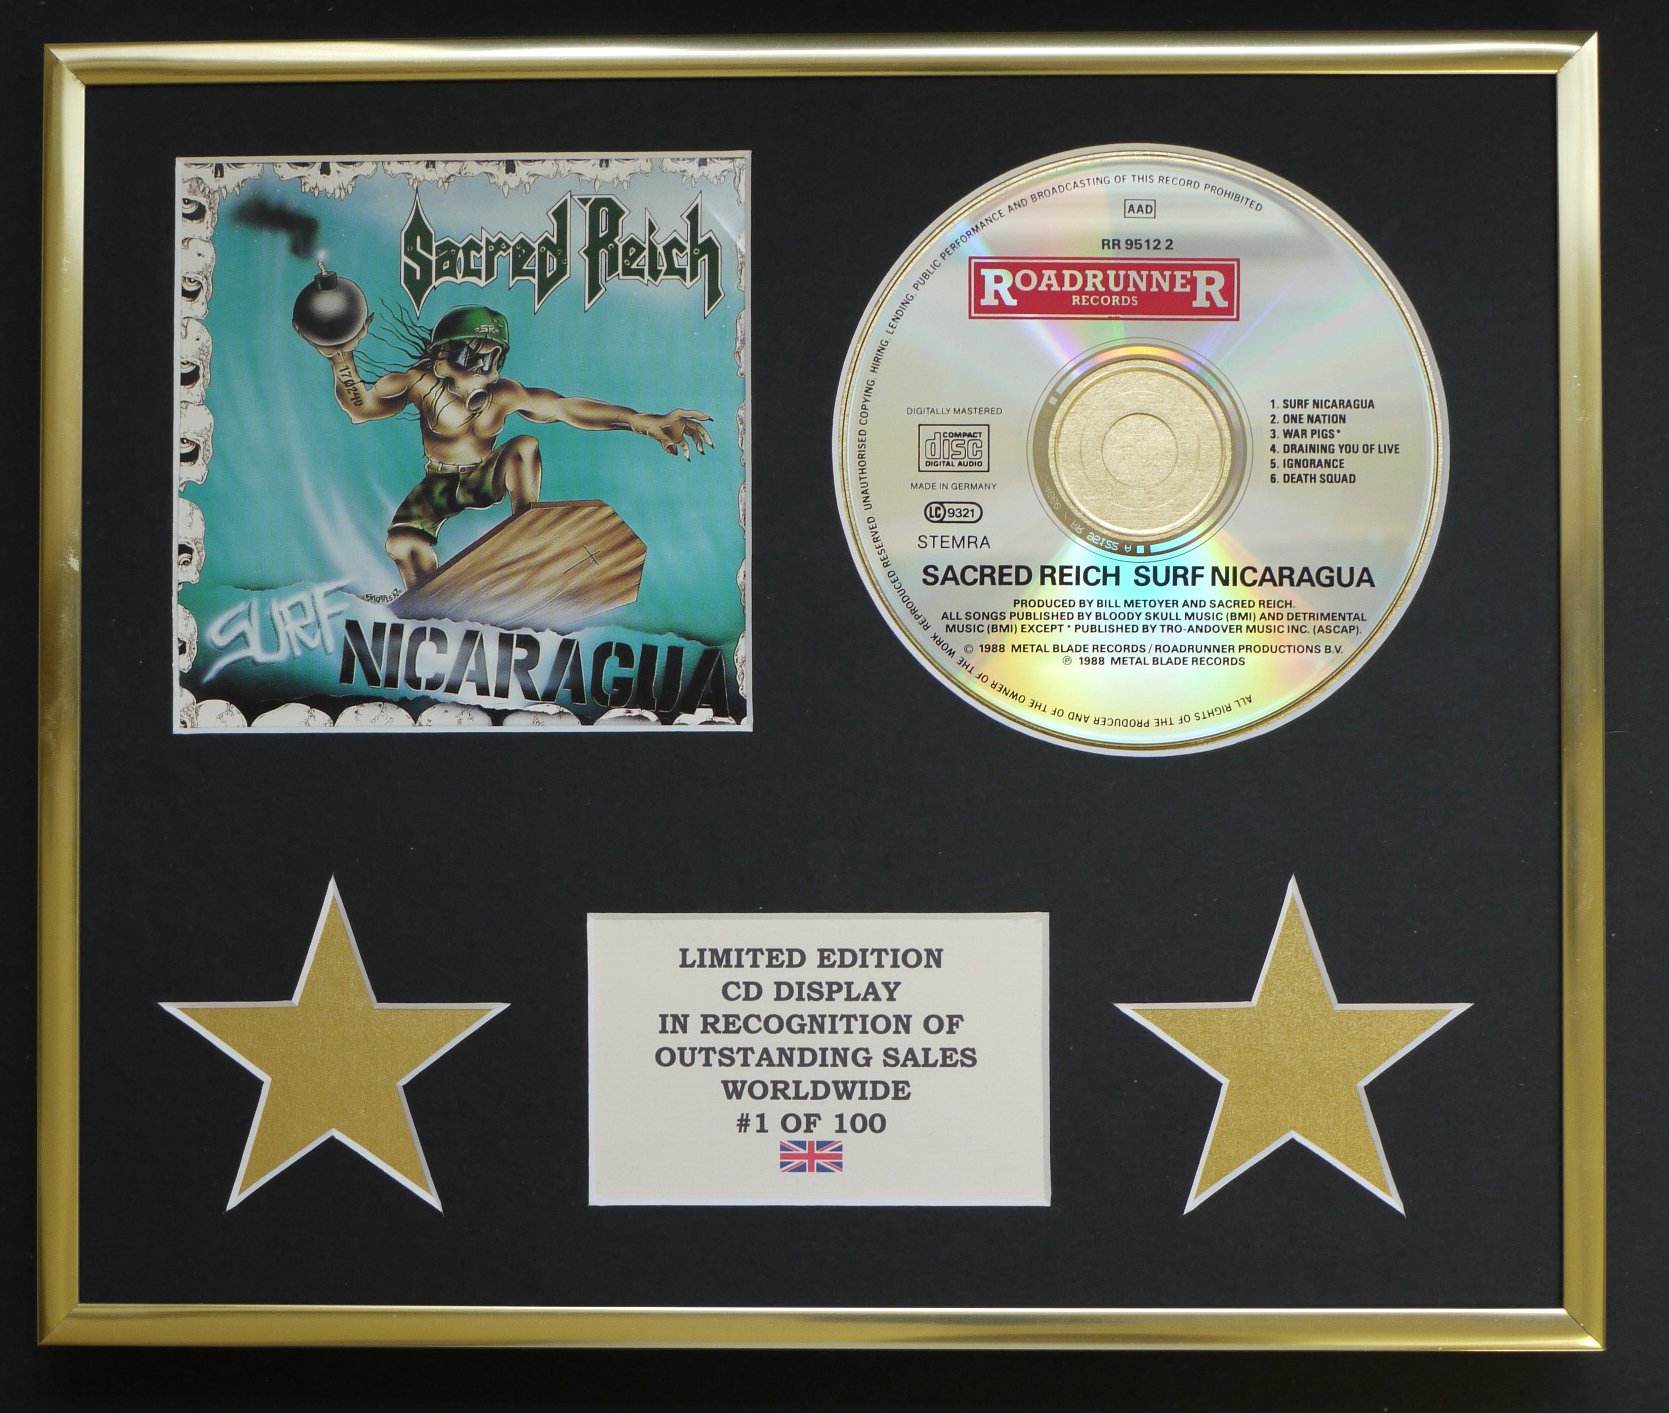 Sacred Reich
SR
170240
SURF
NICARAGUA
ALL RIGHTS OF THE PRODUCER AND OF THE OWNER OF THE WORK REPRODUCED RESERVED UNAUTHORISED COPYING. HIRING. LENDING. PUBLIC PERFORMANCE AND BROADCASTING OF THIS RECORD PROHIBITED
AAD
RR 9512 2
ROADRUNNER
RECORDS
DIGITALLY MASTERED
COMPACT
disc
DIGITAL AUDIO
MADE IN GERMANY
LC 9321
STEMRA
1. SURF NICARAGUA
2. ONE NATION
3. WAR PIGS*
4. DRAINING YOU OF LIVE
5. IGNORANCE
6. DEATH SQUAD
SACRED REICH SURF NICARAGUA
PRODUCED BY BILL METOYER AND SACRED REICH.
ALL SONGS PUBLISHED BY BLOODY SKULL MUSIC (BMI) AND DETRIMENTAL
MUSIC (BMI) EXCEPT * PUBLISHED BY TRO-ANDOVER MUSIC INC. (ASCAP).
© 1988 METAL BLADE RECORDS / ROADRUNNER PRODUCTIONS B.V.
℗ 1988 METAL BLADE RECORDS
LIMITED EDITION
CD DISPLAY
IN RECOGNITION OF
OUTSTANDING SALES
WORLDWIDE
#1 OF 100